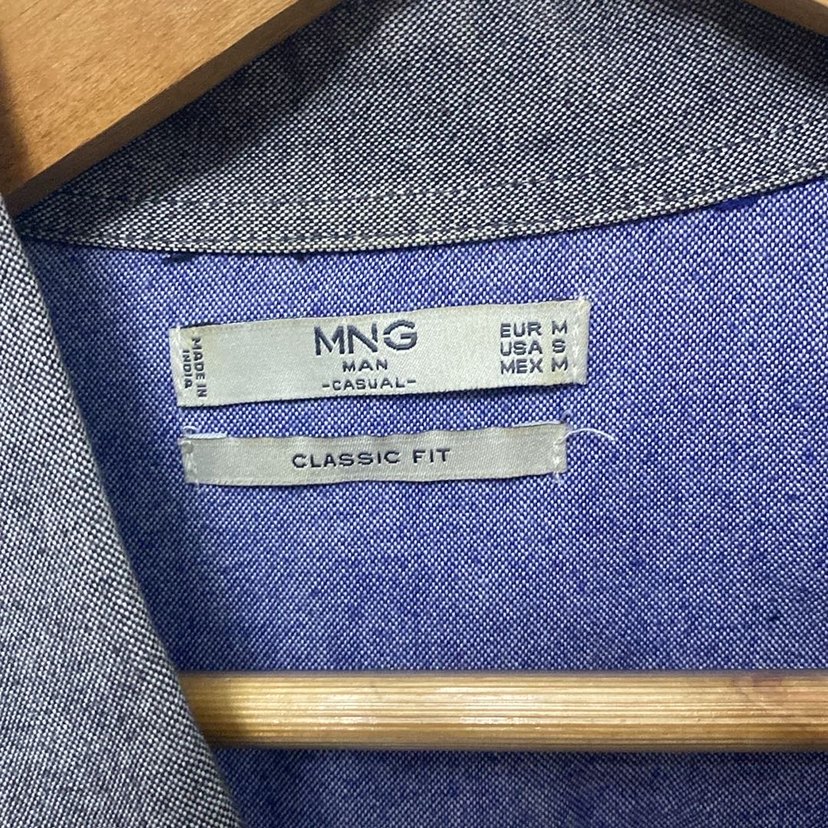 MADE IN
INDIA
MNG
MAN
-CASUAL-
EUR M
USA S
MEX M
CLASSIC FIT